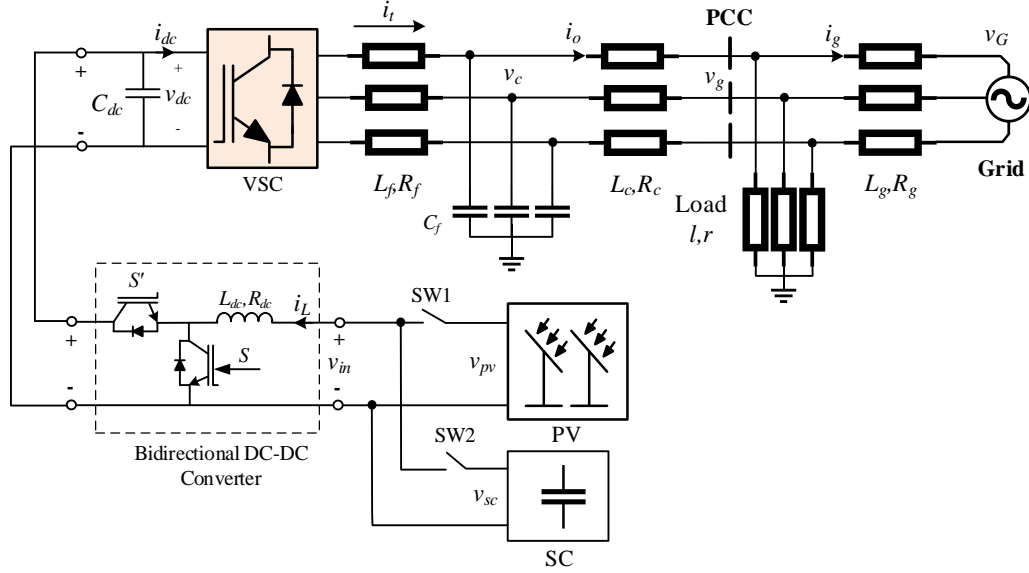 i_t
PCC
i_dc
i_o
i_g
v_G
+
+
C_dc
v_dc
v_c
v_g
-
-
VSC
Grid
L_f,R_f
L_c,R_c
L_g,R_g
Load
l,r
C_f
S'
L_dc,R_dc
i_L
SW1
+
+
S
v_in
v_pv
-
-
PV
SW2
Bidirectional DC-DC
Converter
v_sc
SC